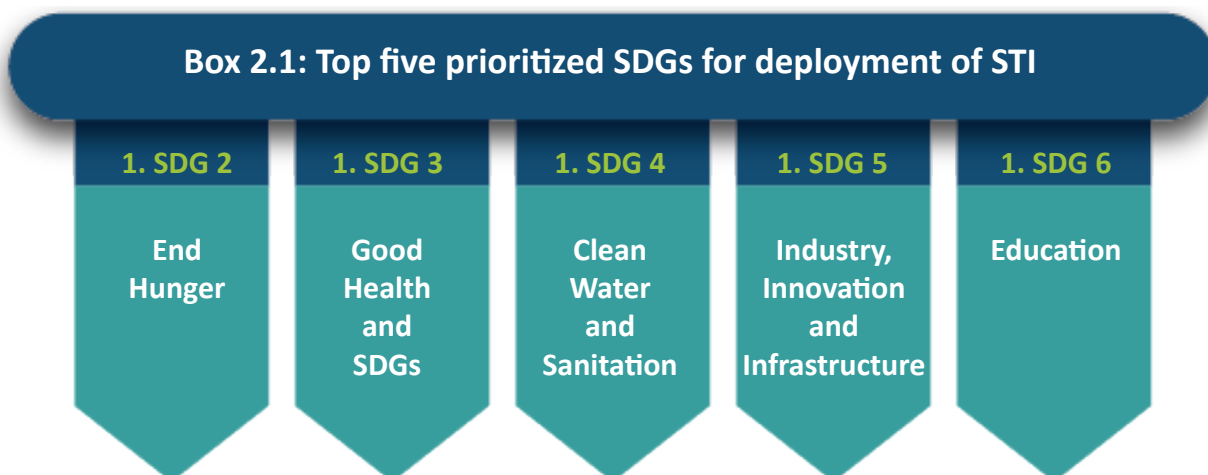 Box 2.1: Top five prioritized SDGs for deployment of STI
1. SDG 2
End
Hunger
1. SDG 3
Good
Health
and
SDGs
1. SDG 4
Clean
Water
and
Sanitation
1. SDG 5
Industry,
Innovation
and
Infrastructure
1. SDG 6
Education